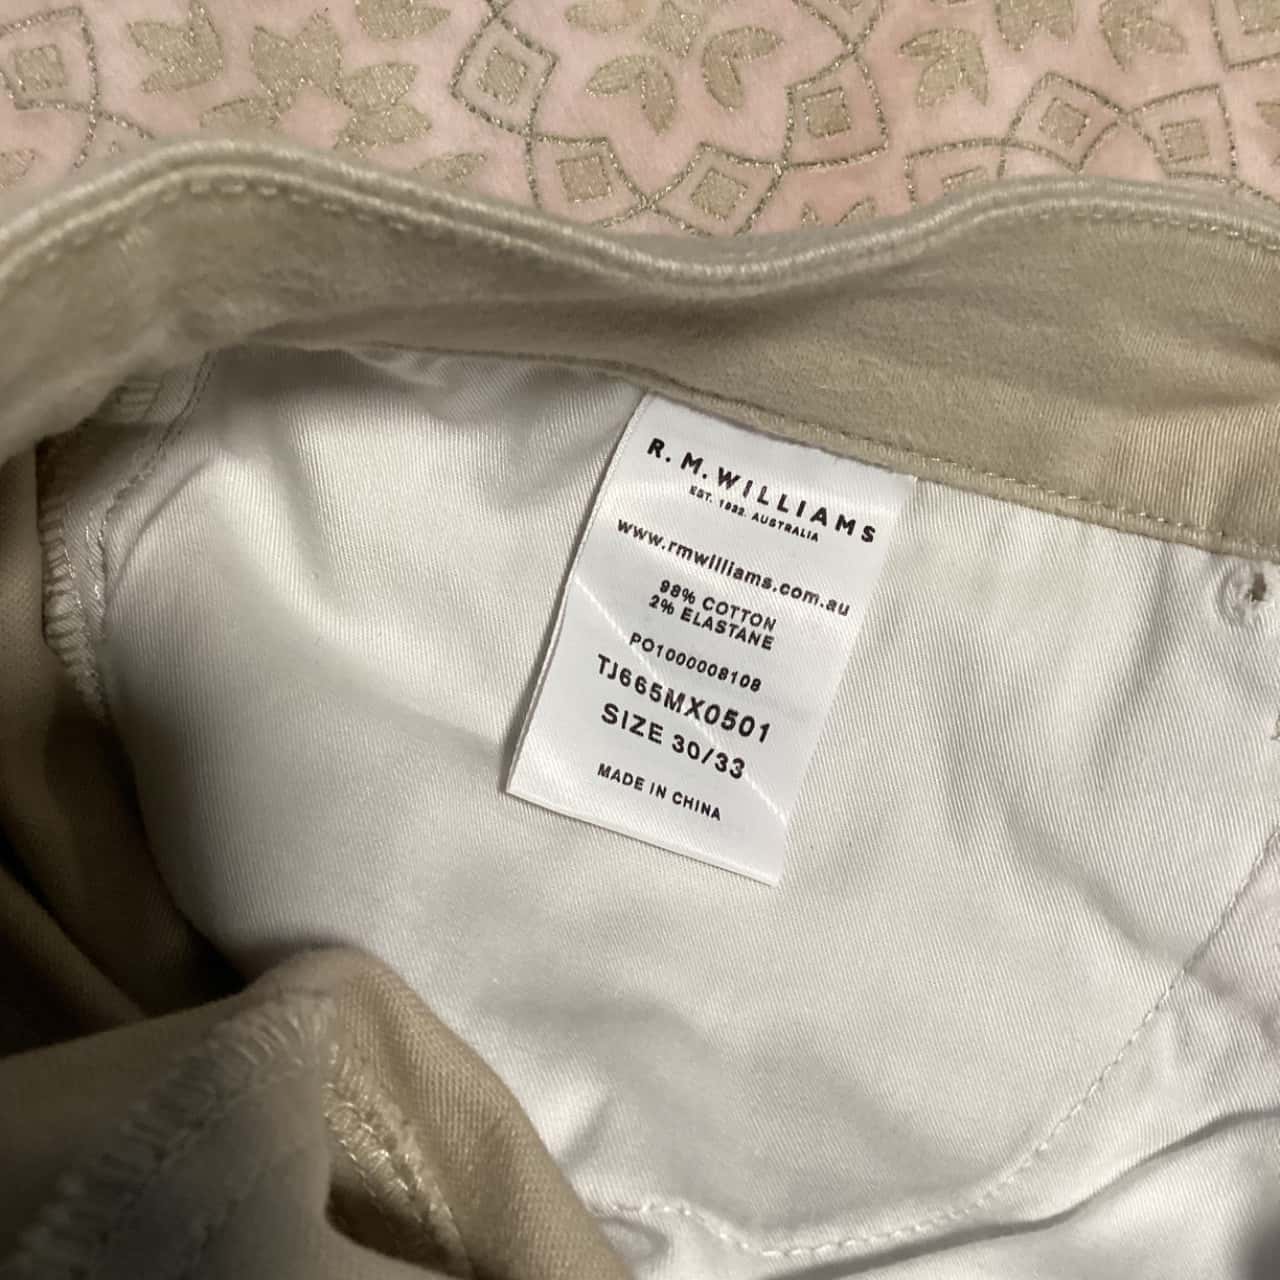 R.M.WILLIAMS
EST. 1932. AUSTRALIA
www.rmwilliams.com.au
98% COTTON
2% ELASTANE
PO1000008108
TJ665MX0501
SIZE 30/33
MADE IN CHINA